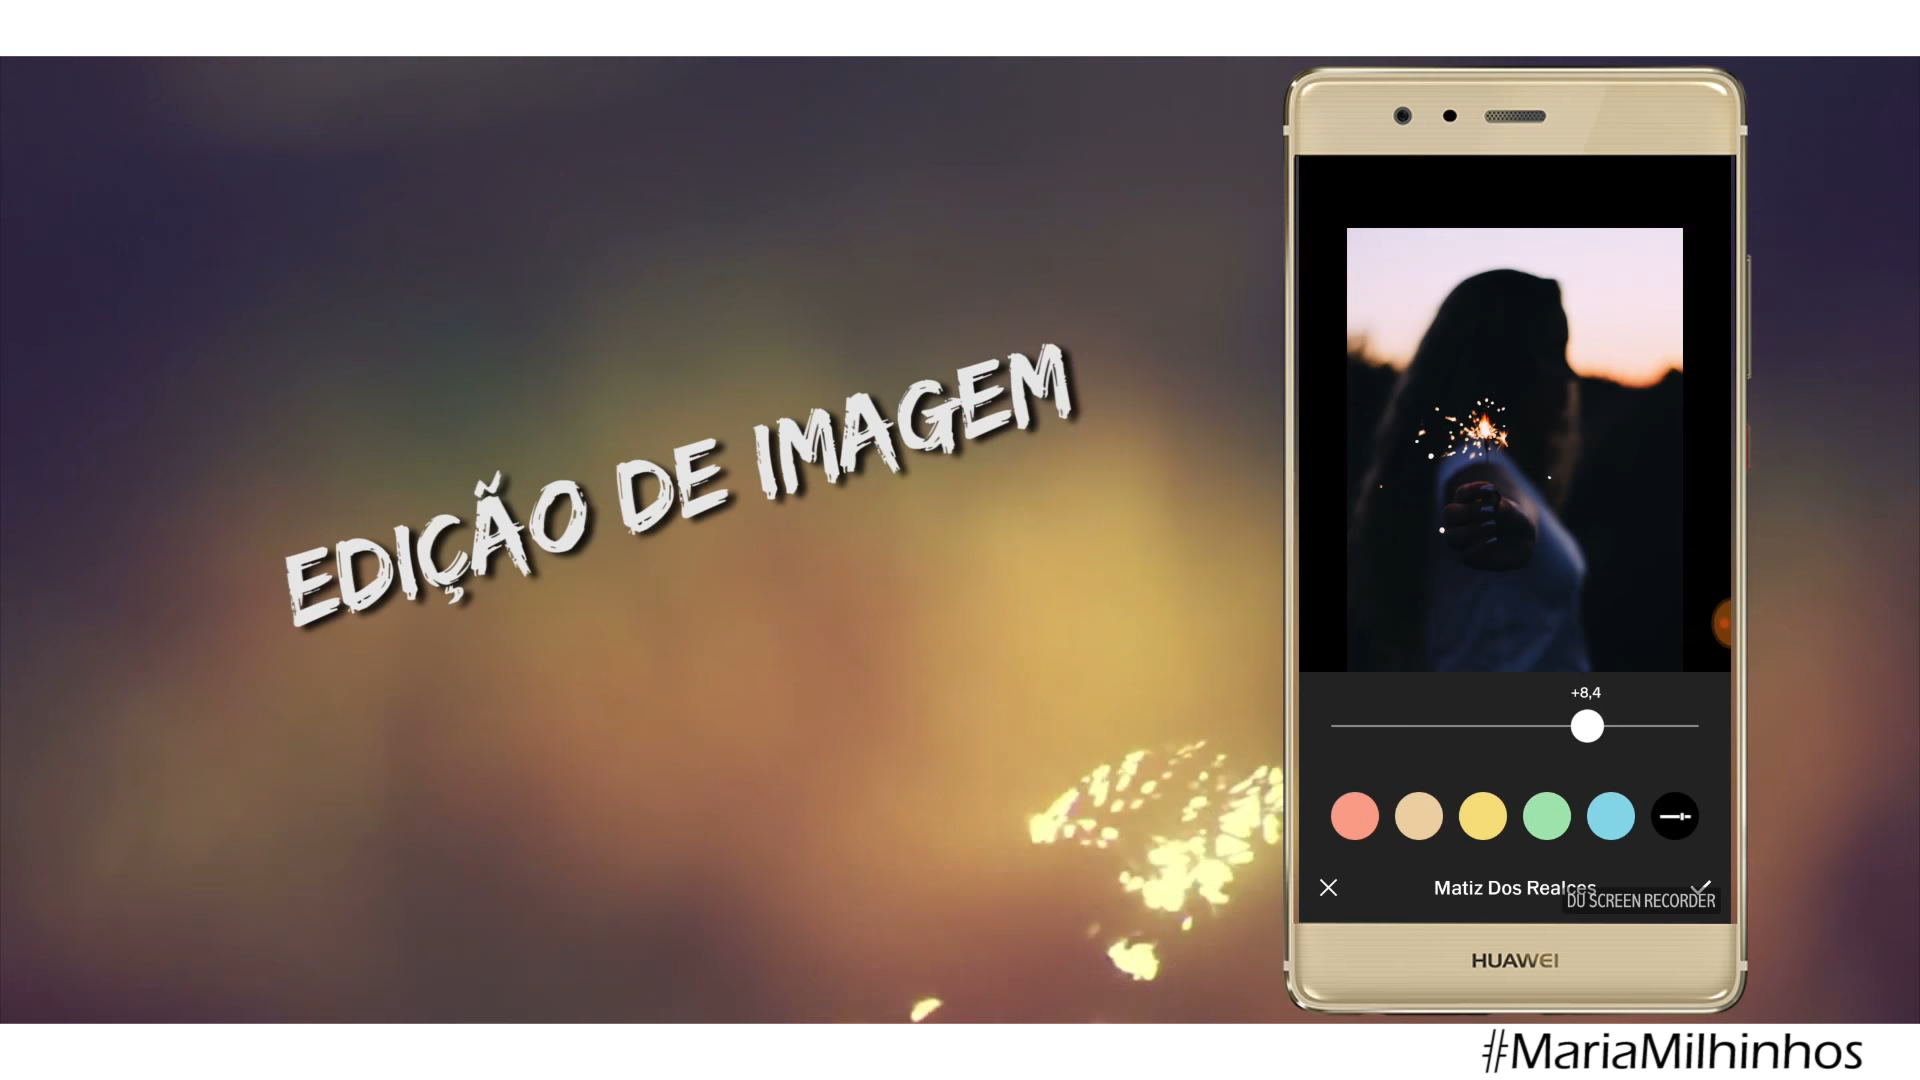 EDIÇÃO DE IMAGEM
+8,4
Matiz Dos Realces
DU SCREEN RECORDER
HUAWEI
#MariaMilhinhos